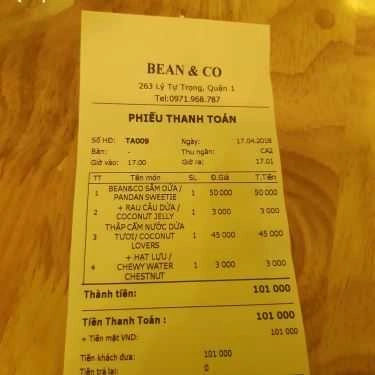 BEAN & CO
263 Lý Tự Trọng, Quận 1
Tel:0971.968.787
PHIẾU THANH TOÁN
Số HĐ: TA009 Ngày: 17.04.2018
Bàn: - Thu ngân: CA2
Giờ vào: 17.00 Giờ ra: 17.01
TT Tên món SL Đ.Giá T.Tiền
1 BEAN&CO SÂM DỨA / PANDAN SWEETIE 1 50 000 50 000
2 + RAU CÂU DỪA / COCONUT JELLY 1 3 000 3 000
3 THẬP CẨM NƯỚC DỪA TƯƠI/ COCONUT LOVERS 1 45 000 45 000
4 + HẠT LỰU / CHEWY WATER CHESTNUT 1 3 000 3 000
Thành tiền: 101 000
Tiền Thanh Toán : 101 000
+ Tiền mặt VND: 101 000
Tiền khách đưa: 101 000
Tiền trả lại: 0